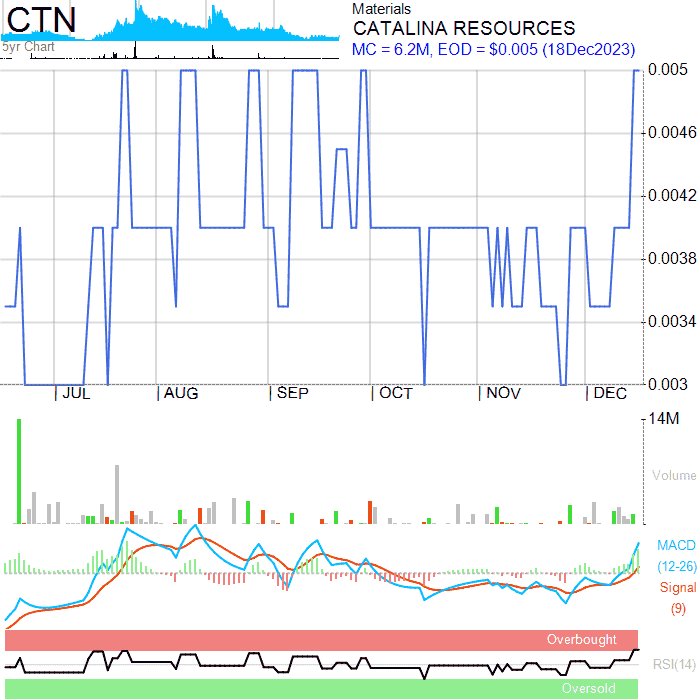 CTN
5yr Chart
Materials
CATALINA RESOURCES
MC = 6.2M, EOD = $0.005 (18Dec2023)
0.005
0.0046
0.0042
0.0038
0.0034
0.003
JUL AUG SEP OCT NOV DEC
14M
Volume
MACD
(12-26)
Signal
(9)
Overbought
RSI(14)
Oversold